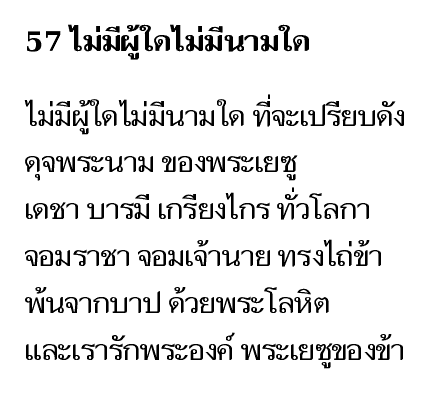 57 ไม่มีผู้ใดไม่มีนามใด
ไม่มีผู้ใดไม่มีนามใด ที่จะเปรียบดัง
ดุจพระนาม ของพระเยซู
เดชา บารมี เกรียงไกร ทั่วโลกา
จอมราชา จอมเจ้านาย ทรงไถ่ข้า
พ้นจากบาป ด้วยพระโลหิต
และเรารักพระองค์ พระเยซูของข้า